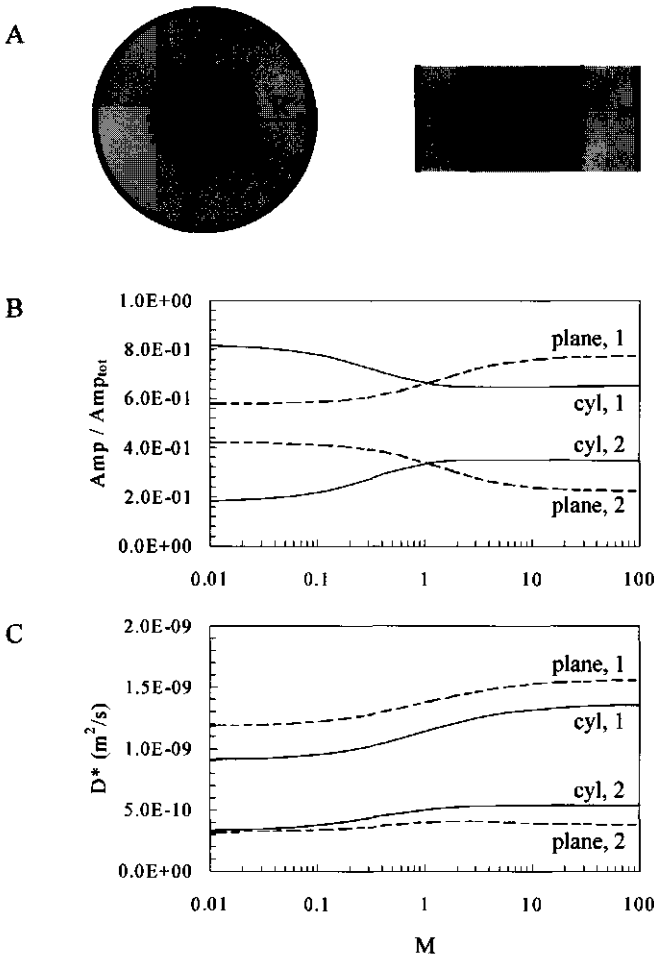 A
B
Amp / Amp_tot
1.0E+00
8.0E-01
6.0E-01
4.0E-01
2.0E-01
0.0E+00
plane, 1
cyl, 1
cyl, 2
plane, 2
0.01 0.1 1 10 100
C
D* (m²/s)
2.0E-09
1.5E-09
1.0E-09
5.0E-10
0.0E+00
plane, 1
cyl, 1
cyl, 2
plane, 2
0.01 0.1 1 10 100
M